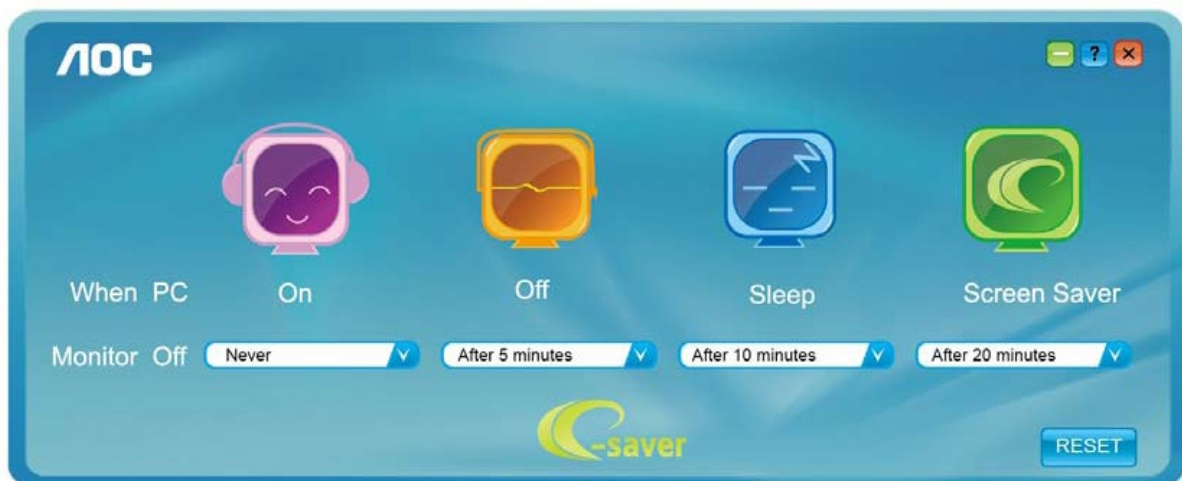 AOC
?
When PC On Off Sleep Screen Saver
Monitor Off Never After 5 minutes After 10 minutes After 20 minutes
e-saver
RESET